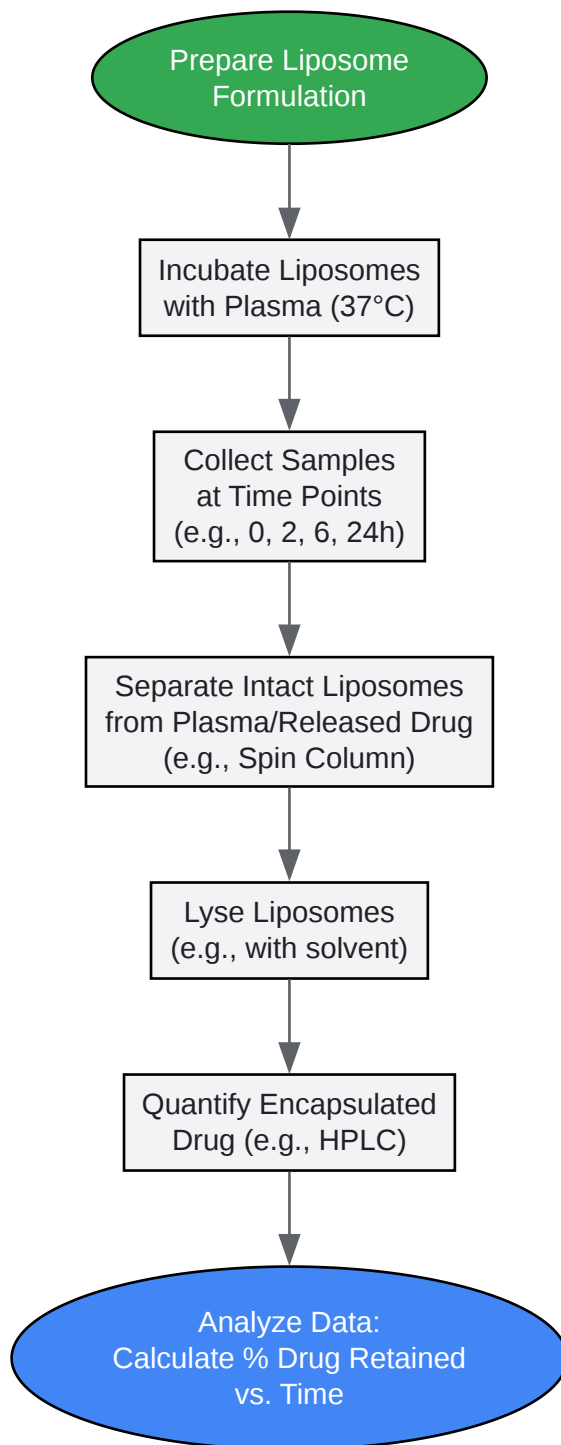 Prepare Liposome
Formulation
Incubate Liposomes
with Plasma (37°C)
Collect Samples
at Time Points
(e.g., 0, 2, 6, 24h)
Separate Intact Liposomes
from Plasma/Released Drug
(e.g., Spin Column)
Lyse Liposomes
(e.g., with solvent)
Quantify Encapsulated
Drug (e.g., HPLC)
Analyze Data:
Calculate % Drug Retained
vs. Time